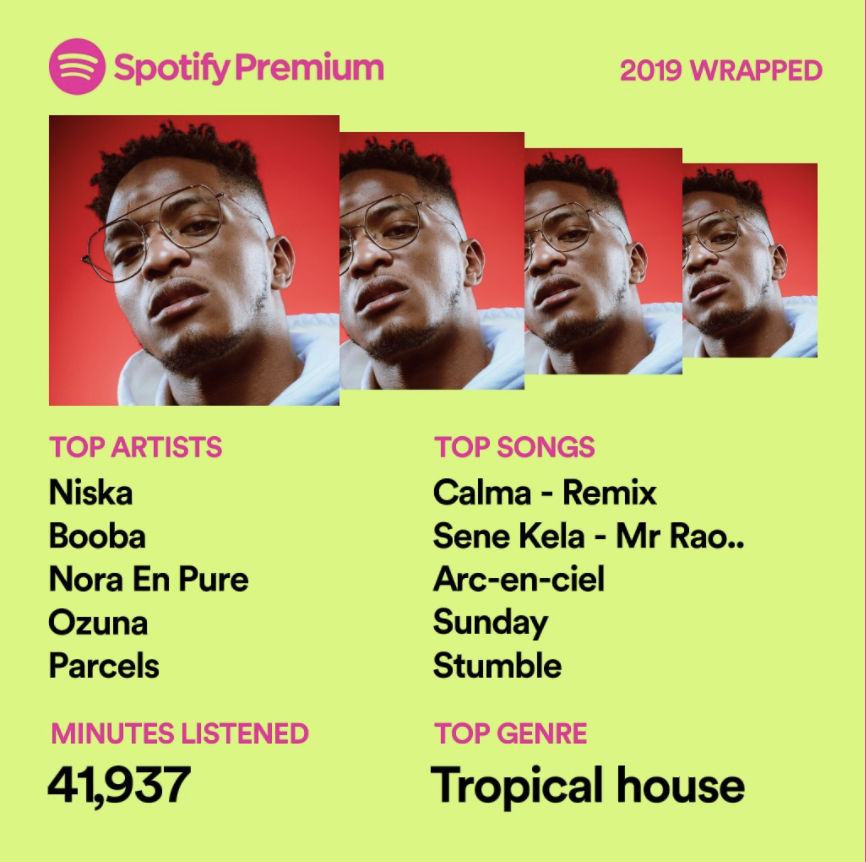 Spotify Premium
2019 WRAPPED
TOP ARTISTS
Niska
Booba
Nora En Pure
Ozuna
Parcels
TOP SONGS
Calma - Remix
Sene Kela - Mr Rao..
Arc-en-ciel
Sunday
Stumble
MINUTES LISTENED
41,937
TOP GENRE
Tropical house